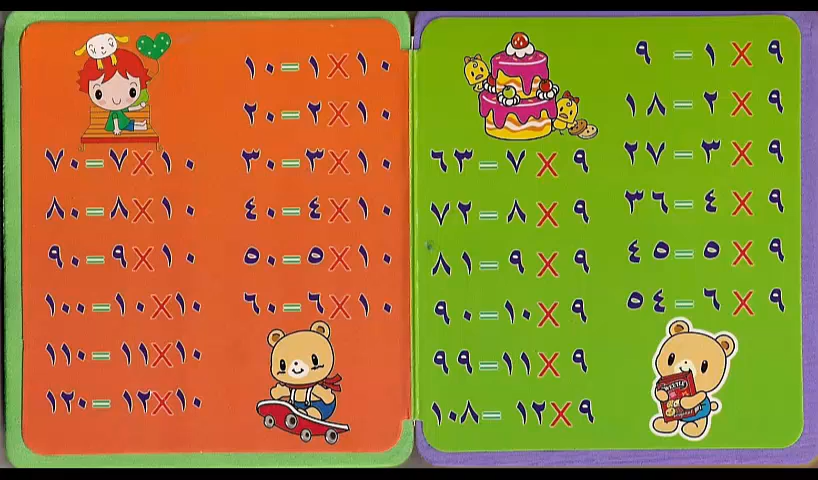 ٩ X ١ = ٩
٩ X ٢ = ١٨
٩ X ٣ = ٢٧
٩ X ٤ = ٣٦
٩ X ٥ = ٤٥
٩ X ٦ = ٥٤
٩ X ٧ = ٦٣
٩ X ٨ = ٧٢
٩ X ٩ = ٨١
٩ X ١٠ = ٩٠
٩ X ١١ = ٩٩
٩ X ١٢ = ١٠٨
١٠ X ١ = ١٠
١٠ X ٢ = ٢٠
١٠ X ٣ = ٣٠
١٠ X ٤ = ٤٠
١٠ X ٥ = ٥٠
١٠ X ٦ = ٦٠
١٠ X ٧ = ٧٠
١٠ X ٨ = ٨٠
١٠ X ٩ = ٩٠
١٠ X ١٠ = ١٠٠
١٠ X ١١ = ١١٠
١٠ X ١٢ = ١٢٠